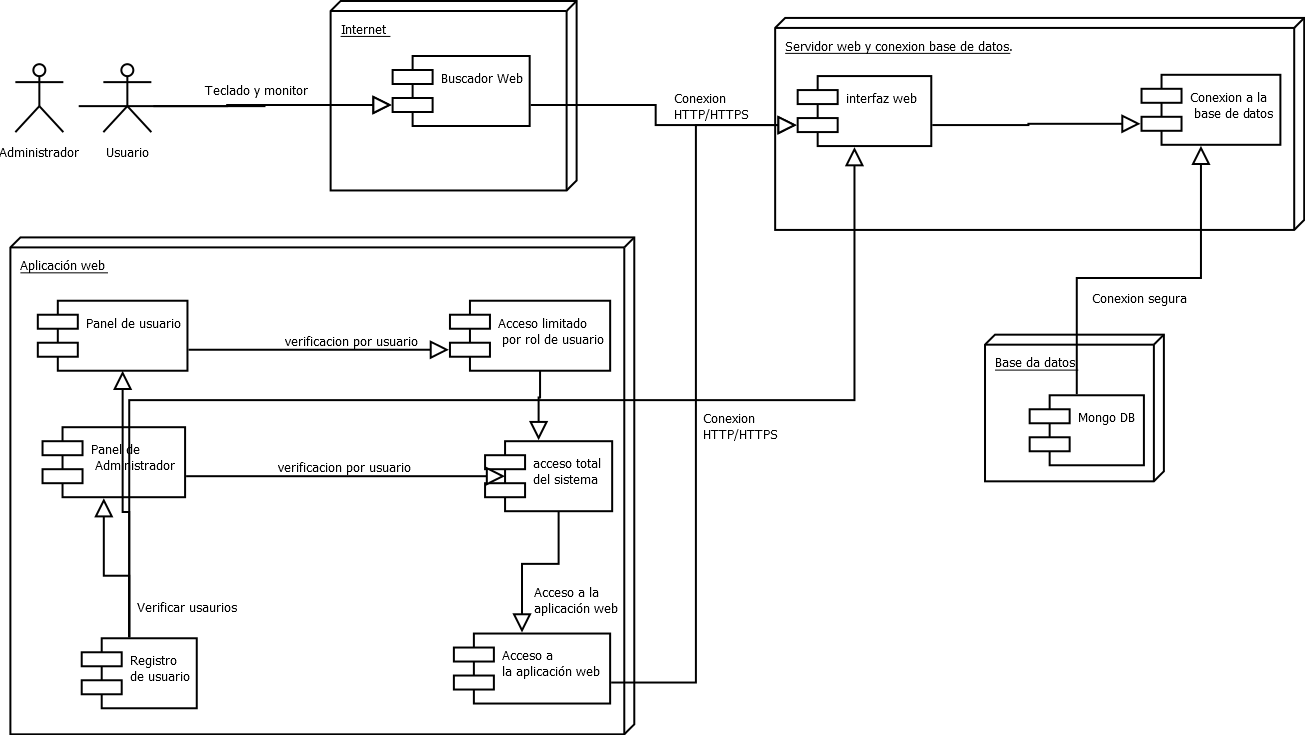 Internet
Buscador Web
Servidor web y conexion base de datos.
interfaz web
Conexion a la
base de datos
Teclado y monitor
Conexion
HTTP/HTTPS
Administrador
Usuario
Aplicación web
Panel de usuario
verificacion por usuario
Acceso limitado
por rol de usuario
Conexion segura
Base da datos
Mongo DB
Conexion
HTTP/HTTPS
Panel de
Administrador
verificacion por usuario
acceso total
del sistema
Verificar usaurios
Acceso a la
aplicación web
Registro
de usuario
Acceso a
la aplicación web